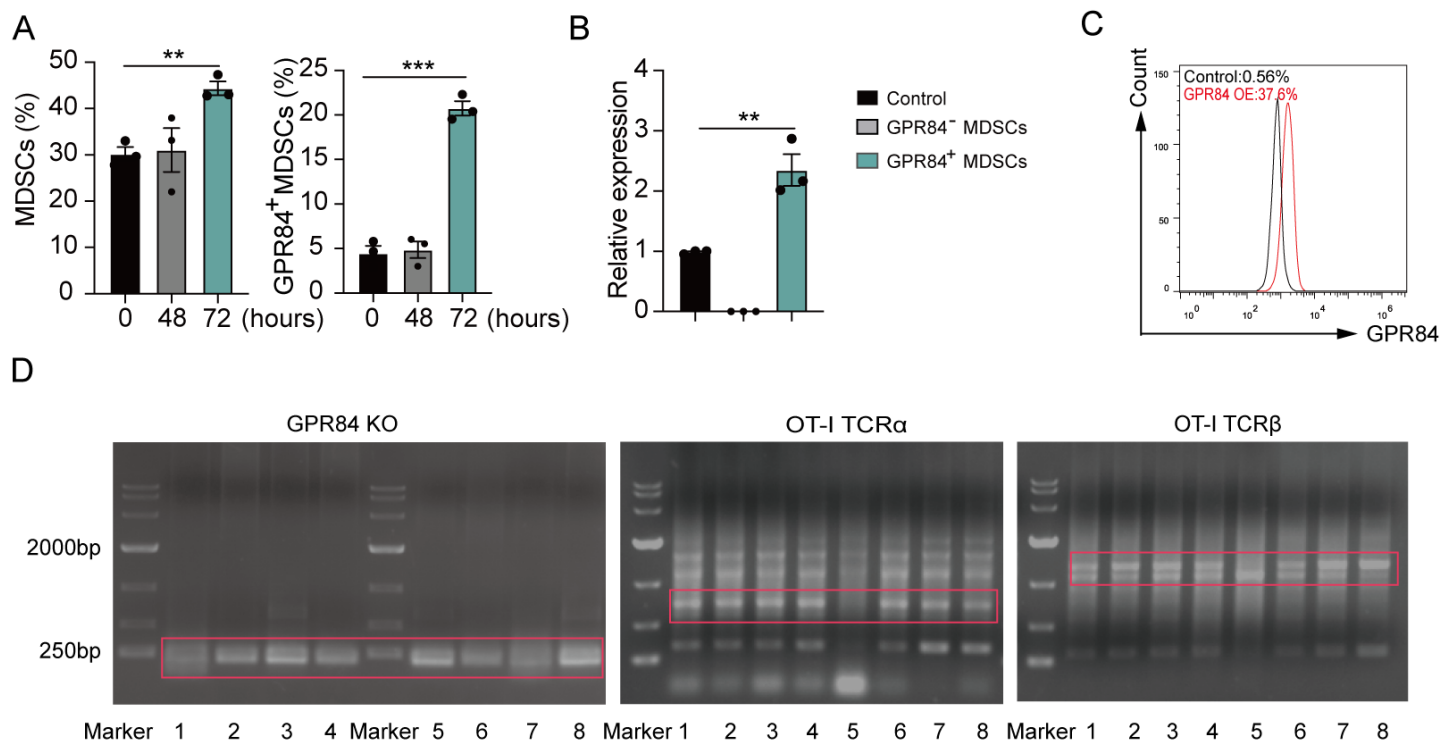 A
MDSCs (%)
50
40
30
20
10
0
**
0 48 72 (hours)
GPR84+ MDSCs (%)
25
20
15
10
5
0
***
0 48 72 (hours)
B
Relative expression
4
3
2
1
0
**
Control
GPR84- MDSCs
GPR84+ MDSCs
C
Count
150
100
50
0
Control:0.56%
GPR84 OE:37.6%
10^0 10^2 10^4 10^6
GPR84
D
GPR84 KO
OT-I TCRα
OT-I TCRβ
2000bp
250bp
Marker 1 2 3 4 Marker 5 6 7 8
Marker 1 2 3 4 5 6 7 8
Marker 1 2 3 4 5 6 7 8